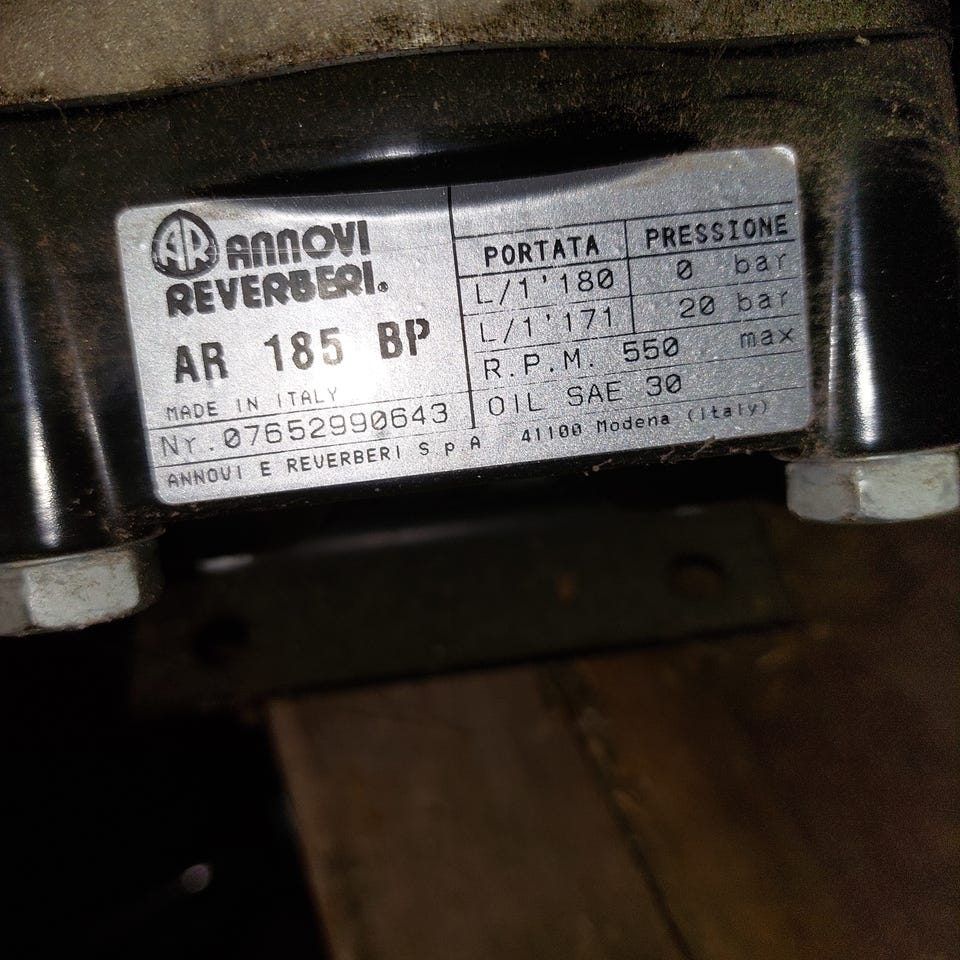 AR ANNOVI
REVERBERI.
AR 185 BP
MADE IN ITALY
Nr.07652990643
PORTATA PRESSIONE
L/1'180 0 bar
L/1'171 20 bar
R.P.M. 550 max
OIL SAE 30
ANNOVI E REVERBERI S p A 41100 Modena (Italy)